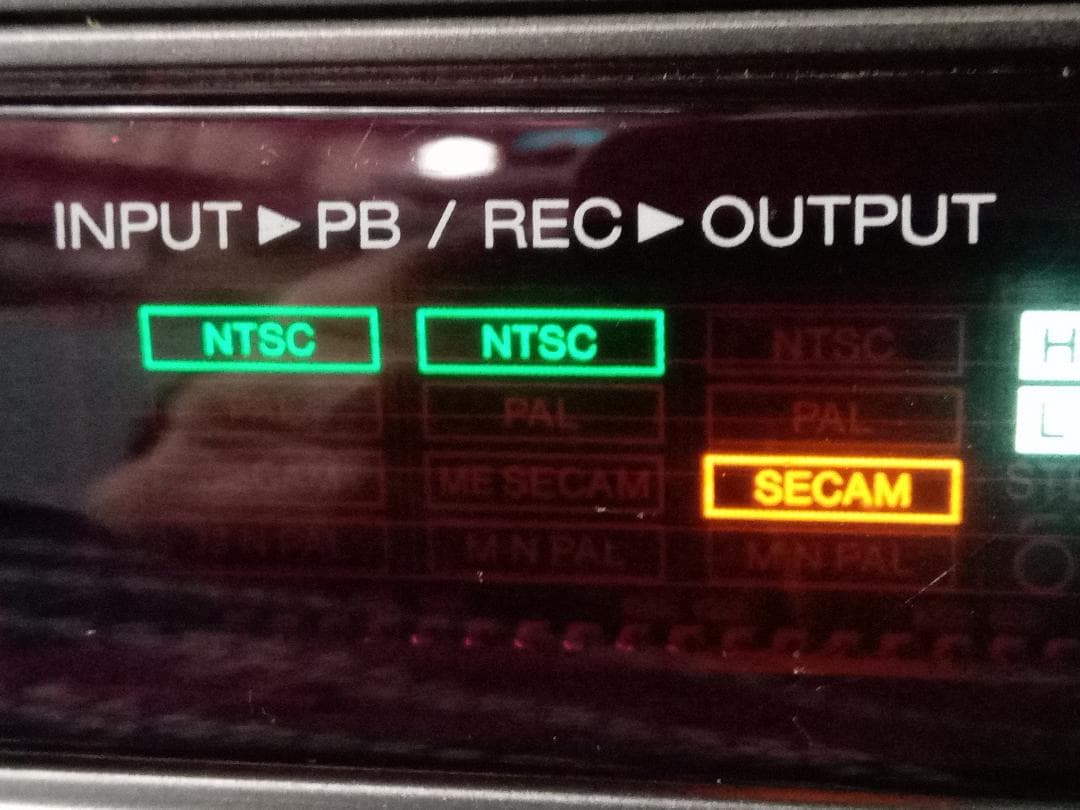 INPUT ▶ PB / REC ▶ OUTPUT
NTSC NTSC NTSC H
PAL PAL L
ME SECAM SECAM
M N PAL M N PAL